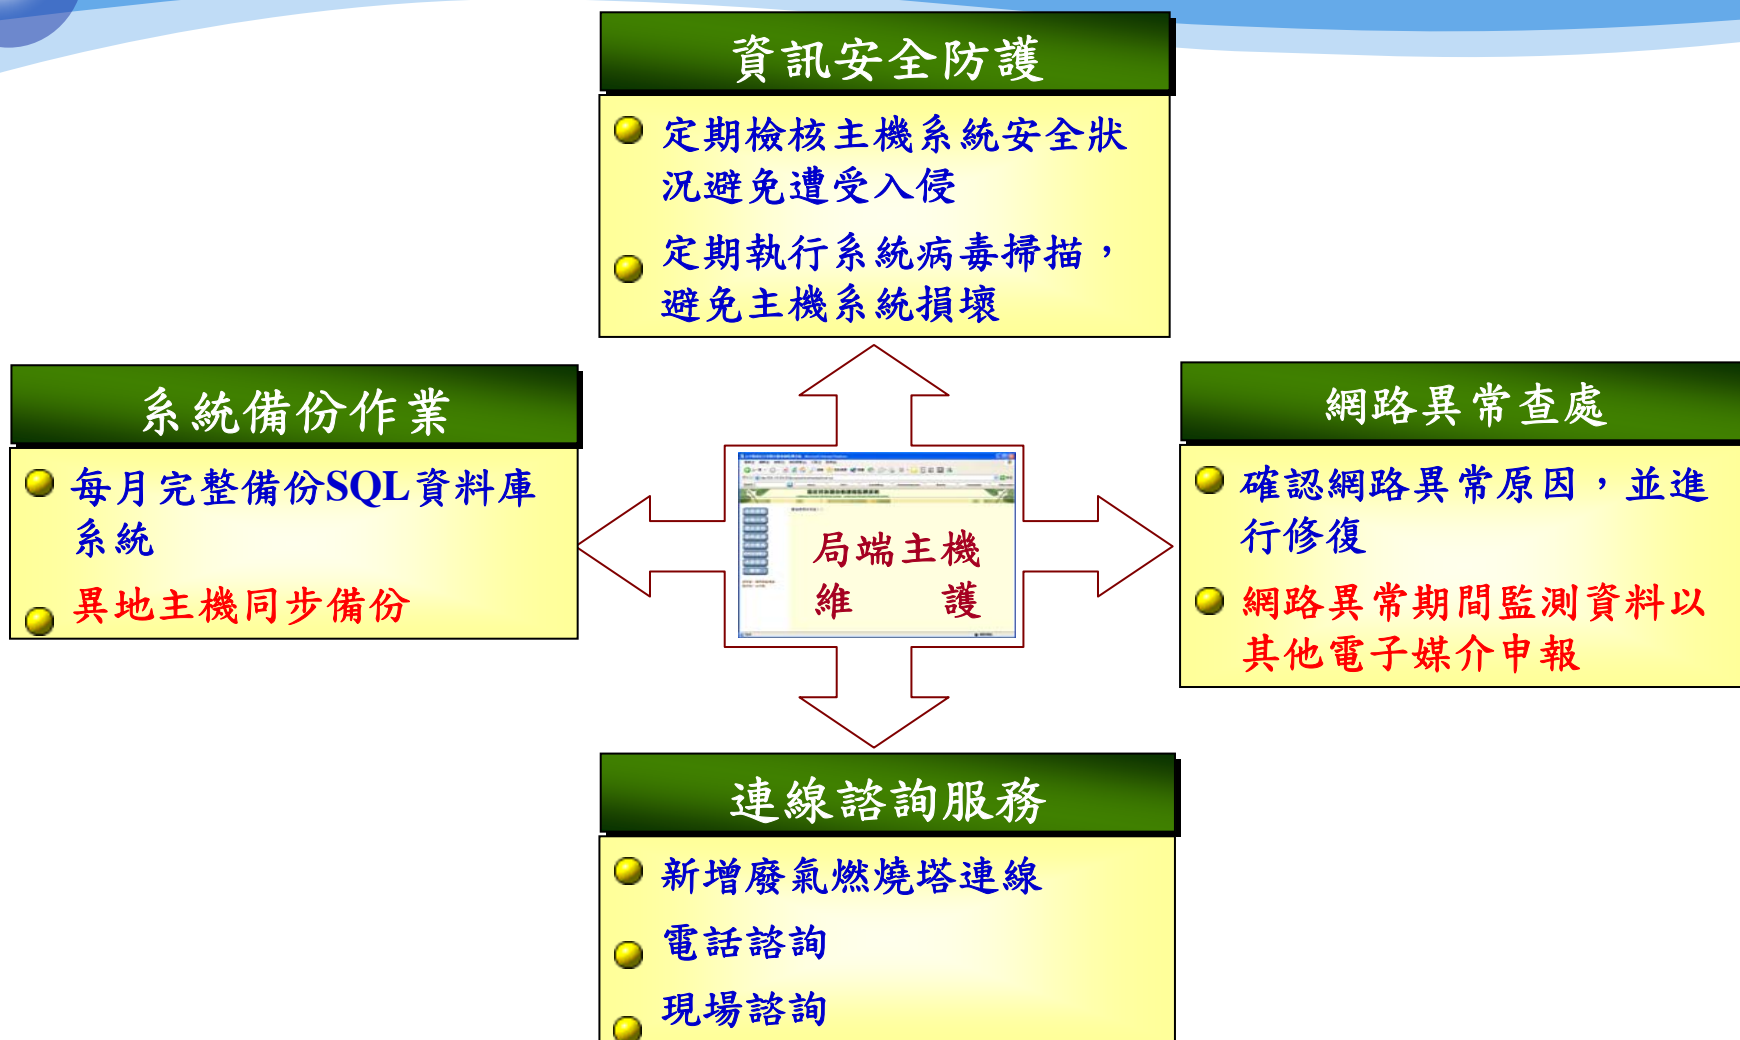 資訊安全防護
定期檢核主機系統安全狀
況避免遭受入侵
定期執行系統病毒掃描，
避免主機系統損壞
系統備份作業
每月完整備份SQL資料庫
系統
異地主機同步備份
局端主機
維 護
網路異常查處
確認網路異常原因，並進
行修復
網路異常期間監測資料以
其他電子媒介申報
連線諮詢服務
新增廢氣燃燒塔連線
電話諮詢
現場諮詢